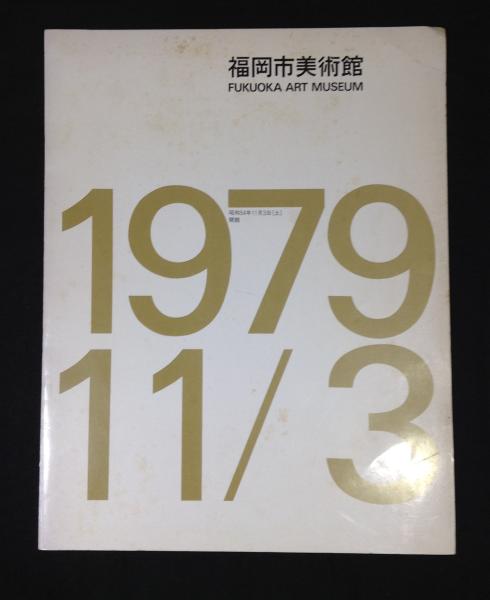 福岡市美術館
FUKUOKA ART MUSEUM
1979
昭和54年11月3日[土]
開館
11/3